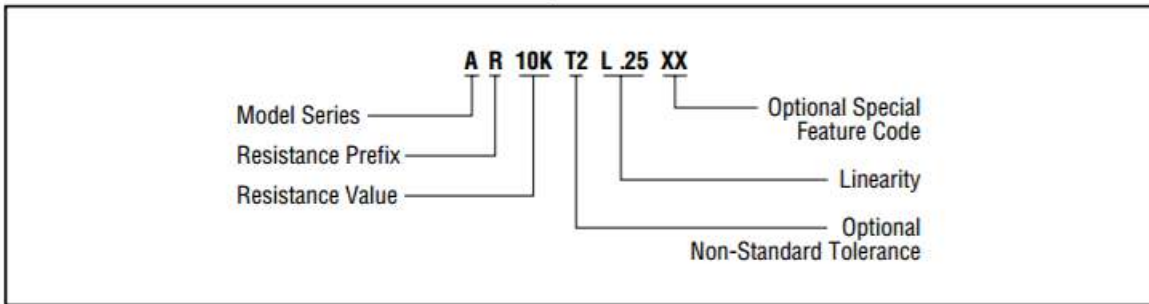 A R 10K T2 L .25 XX
Model Series
Resistance Prefix
Resistance Value
Optional Special
Feature Code
Linearity
Optional
Non-Standard Tolerance